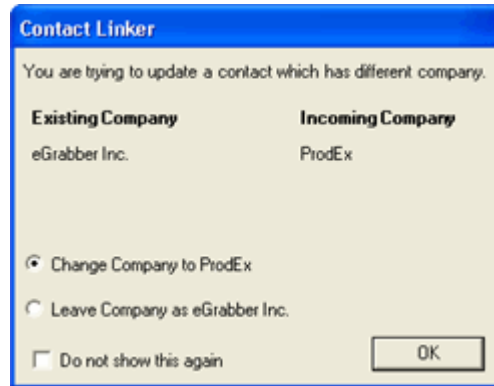 Contact Linker
You are trying to update a contact which has different company.
Existing Company Incoming Company
eGrabber Inc. ProdEx
Change Company to ProdEx
Leave Company as eGrabber Inc.
Do not show this again OK